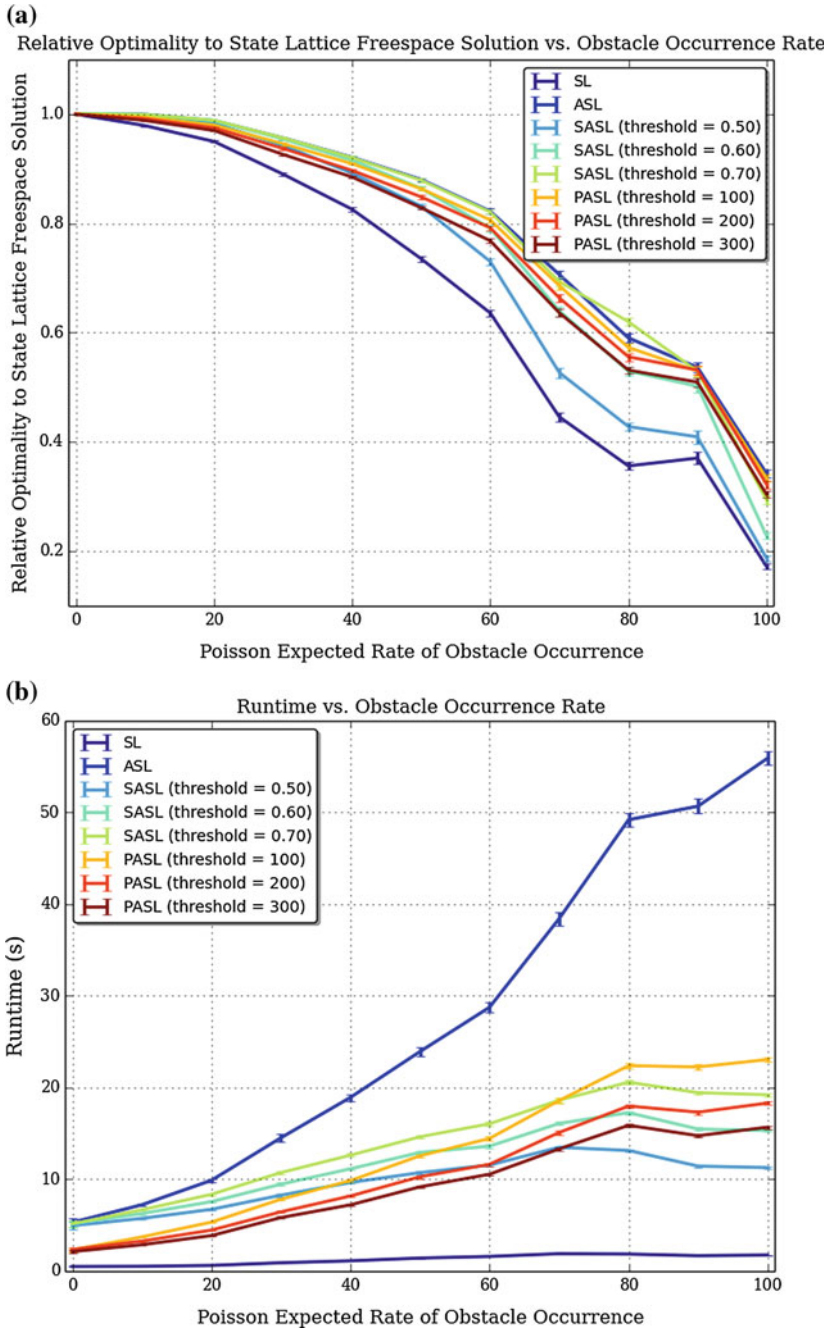 (a)
Relative Optimality to State Lattice Freespace Solution vs. Obstacle Occurrence Rate
Relative Optimality to State Lattice Freespace Solution
1.0
0.8
0.6
0.4
0.2
SL
ASL
SASL (threshold = 0.50)
SASL (threshold = 0.60)
SASL (threshold = 0.70)
PASL (threshold = 100)
PASL (threshold = 200)
PASL (threshold = 300)
0 20 40 60 80 100
Poisson Expected Rate of Obstacle Occurrence
(b)
Runtime vs. Obstacle Occurrence Rate
Runtime (s)
60
50
40
30
20
10
0
SL
ASL
SASL (threshold = 0.50)
SASL (threshold = 0.60)
SASL (threshold = 0.70)
PASL (threshold = 100)
PASL (threshold = 200)
PASL (threshold = 300)
0 20 40 60 80 100
Poisson Expected Rate of Obstacle Occurrence